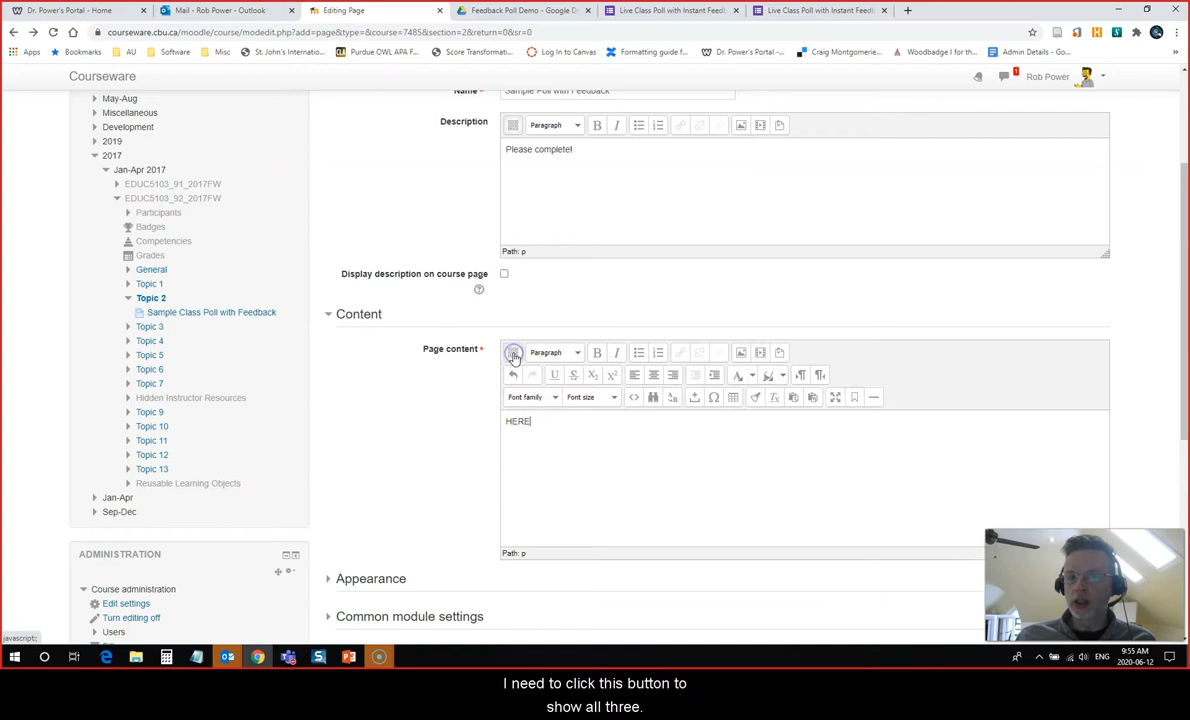 Dr. Power's Portal - Home
Mail - Rob Power - Outlook
Editing Page
Feedback Poll Demo - Google D
Live Class Poll with Instant Feedb
Live Class Poll with Instant Feedb
courseware.cbu.ca/moodle/course/modedit.php?add=page&type=&course=7485&section=2&return=0&sr=0
Apps
Bookmarks
AU
Software
Misc
St. John's Internatio...
Purdue OWL APA F...
Score Transformati...
Log In to Canvas
Formatting guide f...
Dr. Power's Portal -...
Craig Montgomerie...
Woodbadge I for th...
Admin Details - Go...
Courseware
1
Rob Power
May-Aug
Miscellaneous
Development
2019
2017
Jan-Apr 2017
EDUC5103_91_2017FW
EDUC5103_92_2017FW
Participants
Badges
Competencies
Grades
General
Topic 1
Topic 2
Sample Class Poll with Feedback
Topic 3
Topic 4
Topic 5
Topic 6
Topic 7
Hidden Instructor Resources
Topic 9
Topic 10
Topic 11
Topic 12
Topic 13
Reusable Learning Objects
Jan-Apr
Sep-Dec
ADMINISTRATION
Course administration
Edit settings
Turn editing off
Users
Name
Sample Poll with Feedback
Description
Paragraph
Please complete!
Path: p
Display description on course page
Content
Page content
Paragraph
Font family
Font size
HERE
Path: p
Appearance
Common module settings
javascript:;
ENG
9:55 AM
2020-06-12
I need to click this button to
show all three.